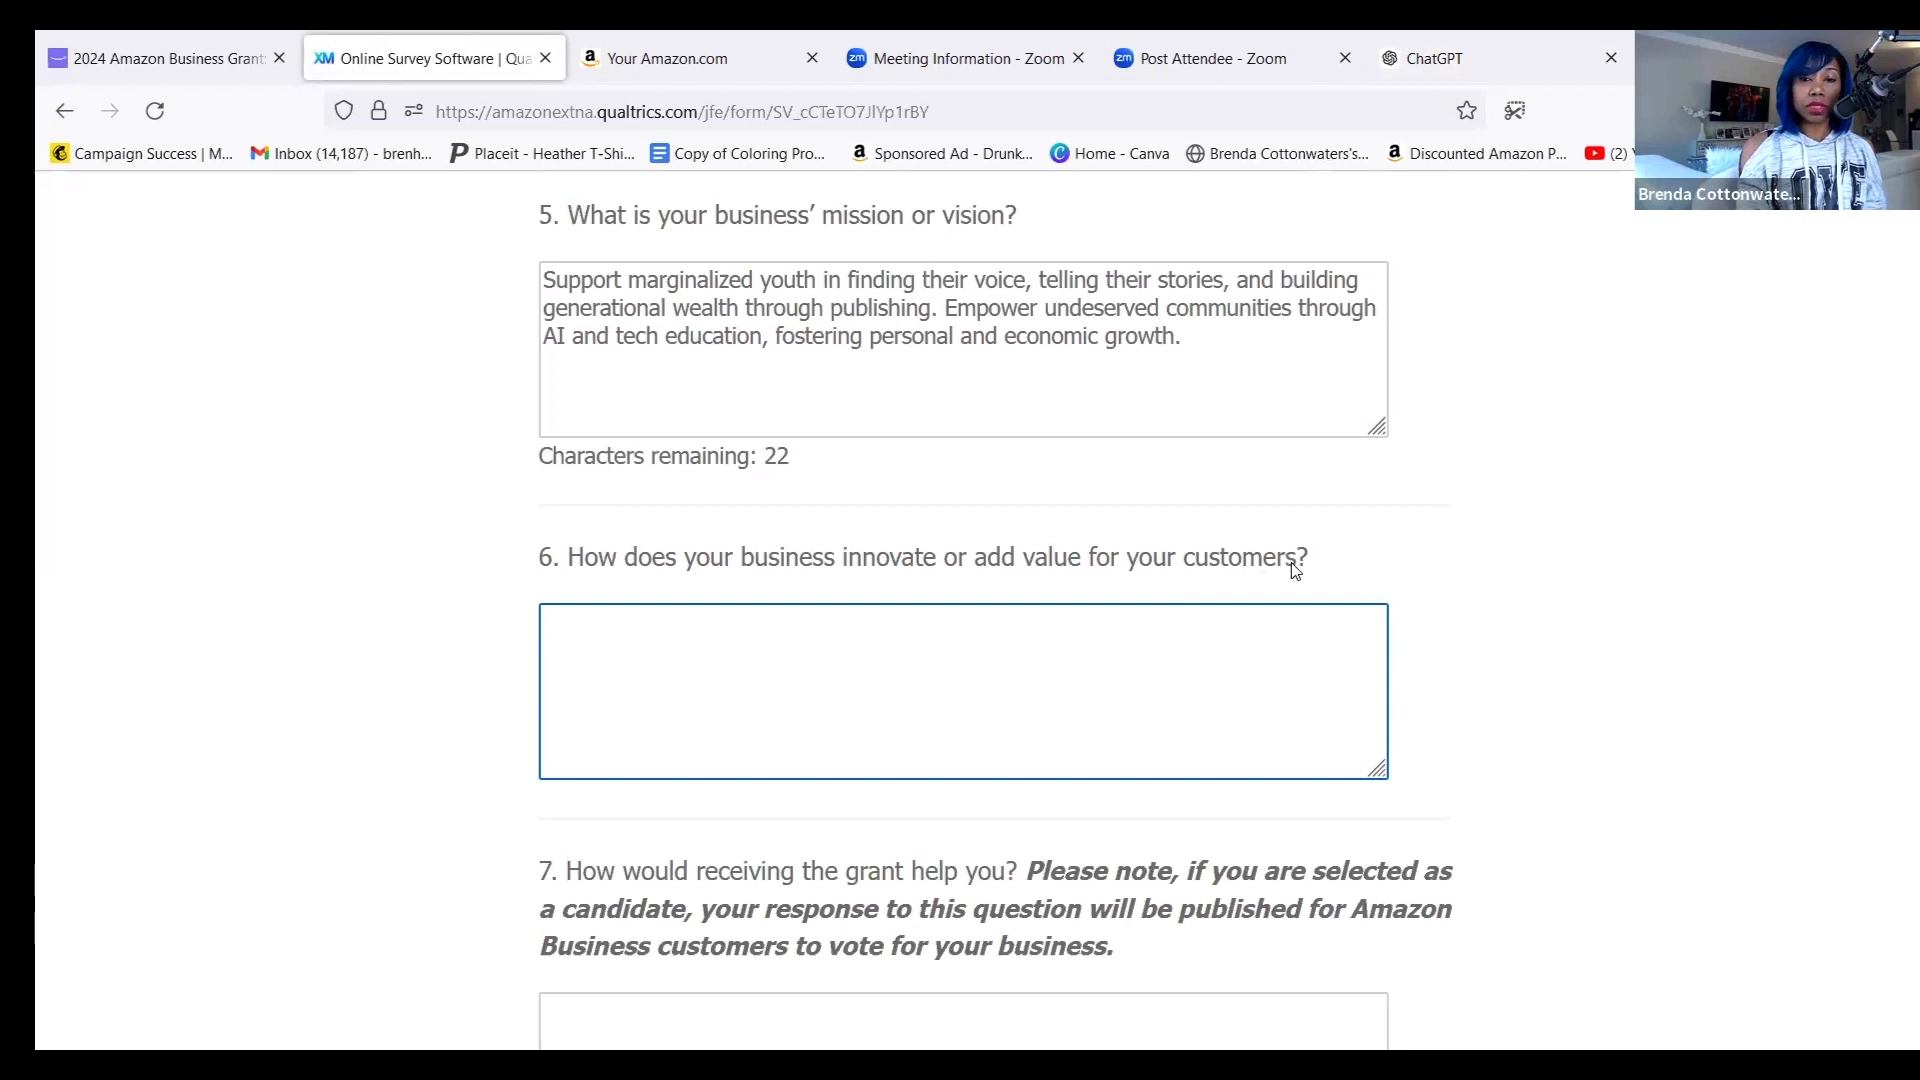 2024 Amazon Business Grant
XM Online Survey Software | Qua
a Your Amazon.com
zm Meeting Information - Zoom
zm Post Attendee - Zoom
ChatGPT
https://amazonextna.qualtrics.com/jfe/form/SV_cCTeTO7JlYp1rBY
Campaign Success | M...
Inbox (14,187) - brenh...
P Placeit - Heather T-Shi...
Copy of Coloring Pro...
a Sponsored Ad - Drunk...
C Home - Canva
Brenda Cottonwaters's...
a Discounted Amazon P...
(2)
Brenda Cottonwate...
5. What is your business’ mission or vision?
Support marginalized youth in finding their voice, telling their stories, and building
generational wealth through publishing. Empower undeserved communities through
AI and tech education, fostering personal and economic growth.
Characters remaining: 22
6. How does your business innovate or add value for your customers?
7. How would receiving the grant help you? Please note, if you are selected as
a candidate, your response to this question will be published for Amazon
Business customers to vote for your business.